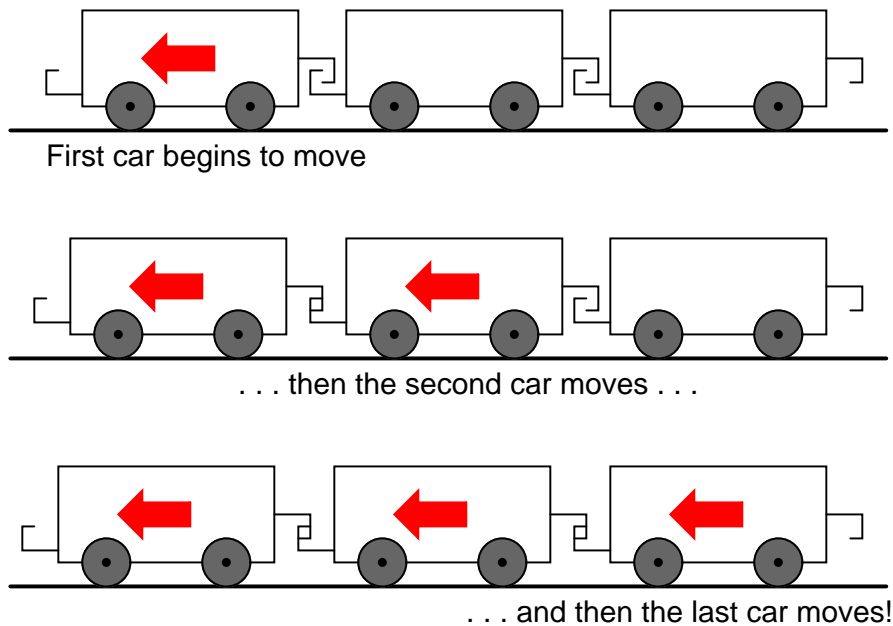 First car begins to move
. . . then the second car moves . . .
. . . and then the last car moves!